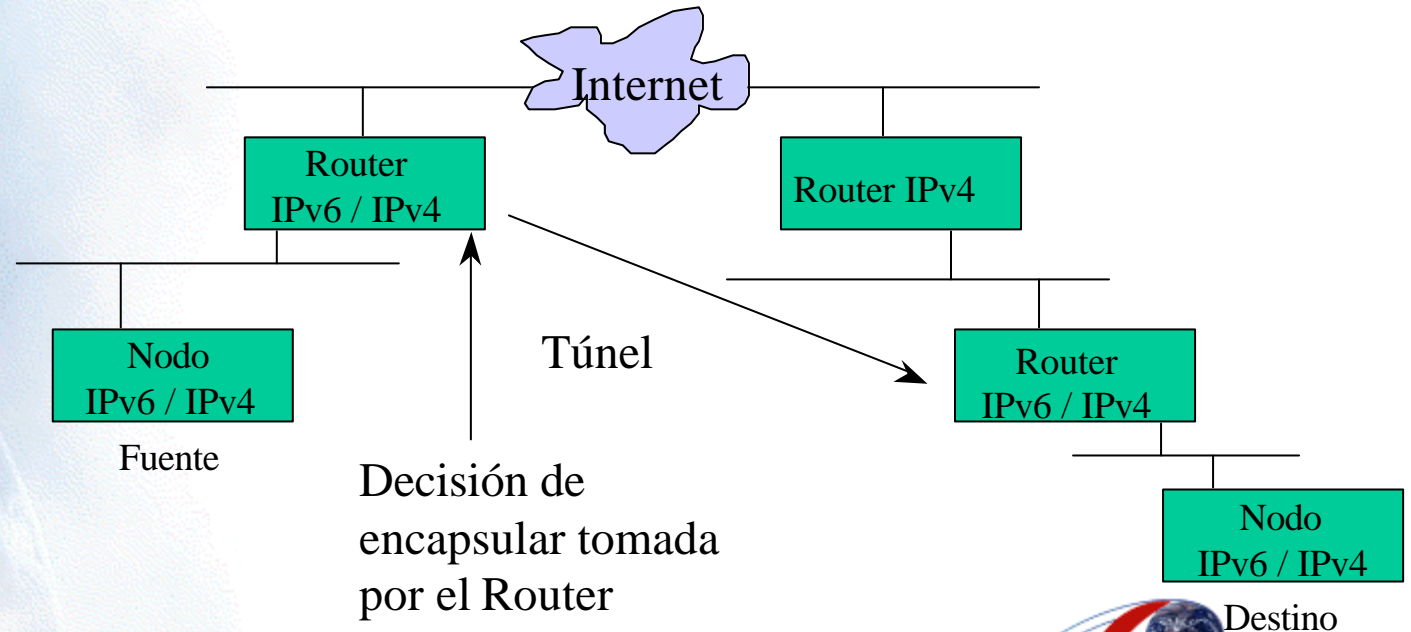 Internet
Router
IPv6 / IPv4
Router IPv4
Nodo
IPv6 / IPv4
Fuente
Túnel
Router
IPv6 / IPv4
Decisión de
encapsular tomada
por el Router
Nodo
IPv6 / IPv4
Destino